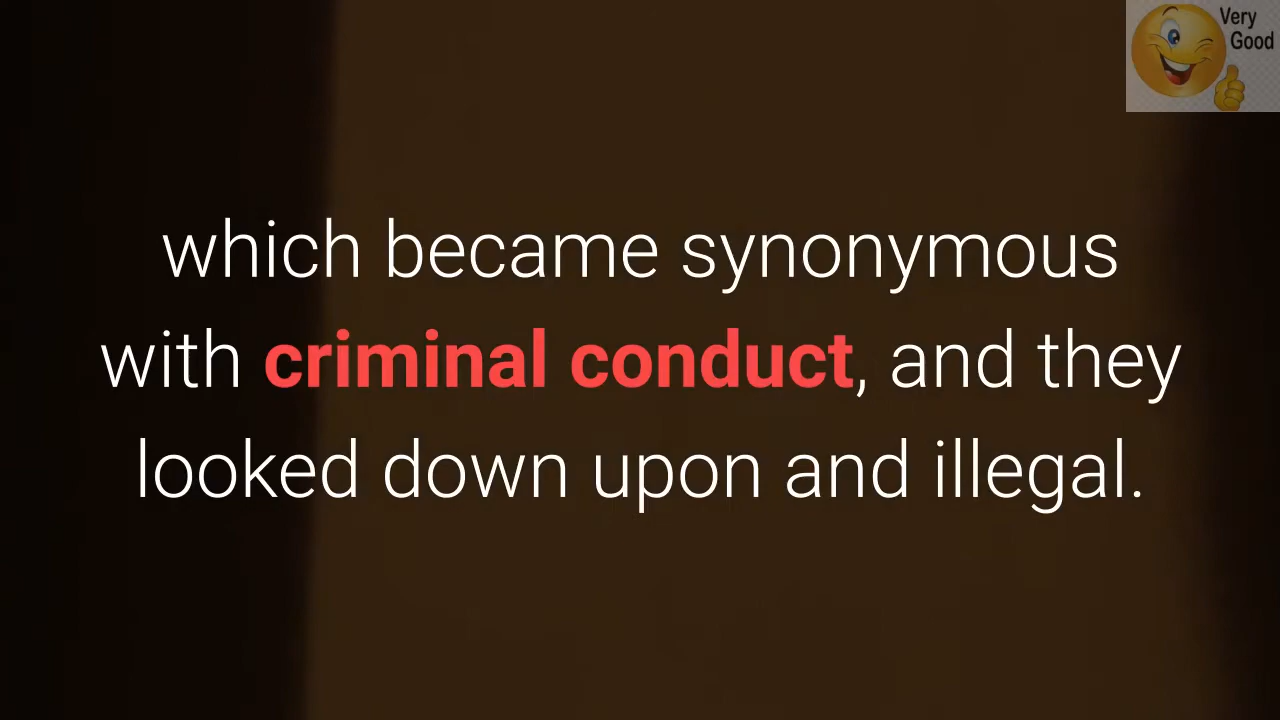 Very
Good
which became synonymous
with criminal conduct, and they
looked down upon and illegal.